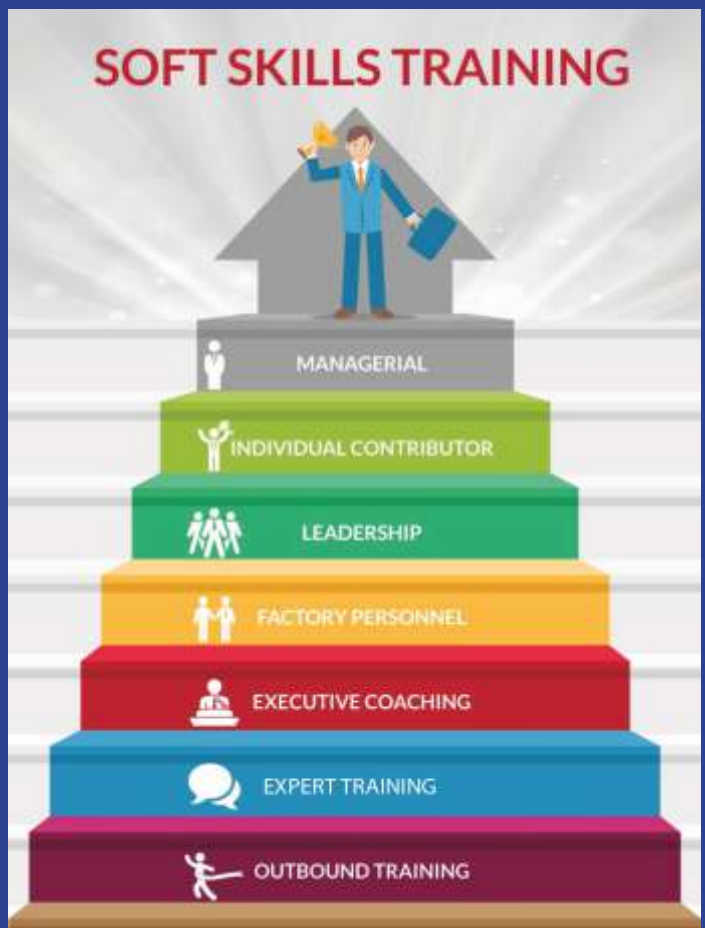 SOFT SKILLS TRAINING
MANAGERIAL
INDIVIDUAL CONTRIBUTOR
LEADERSHIP
FACTORY PERSONNEL
EXECUTIVE COACHING
EXPERT TRAINING
OUTBOUND TRAINING